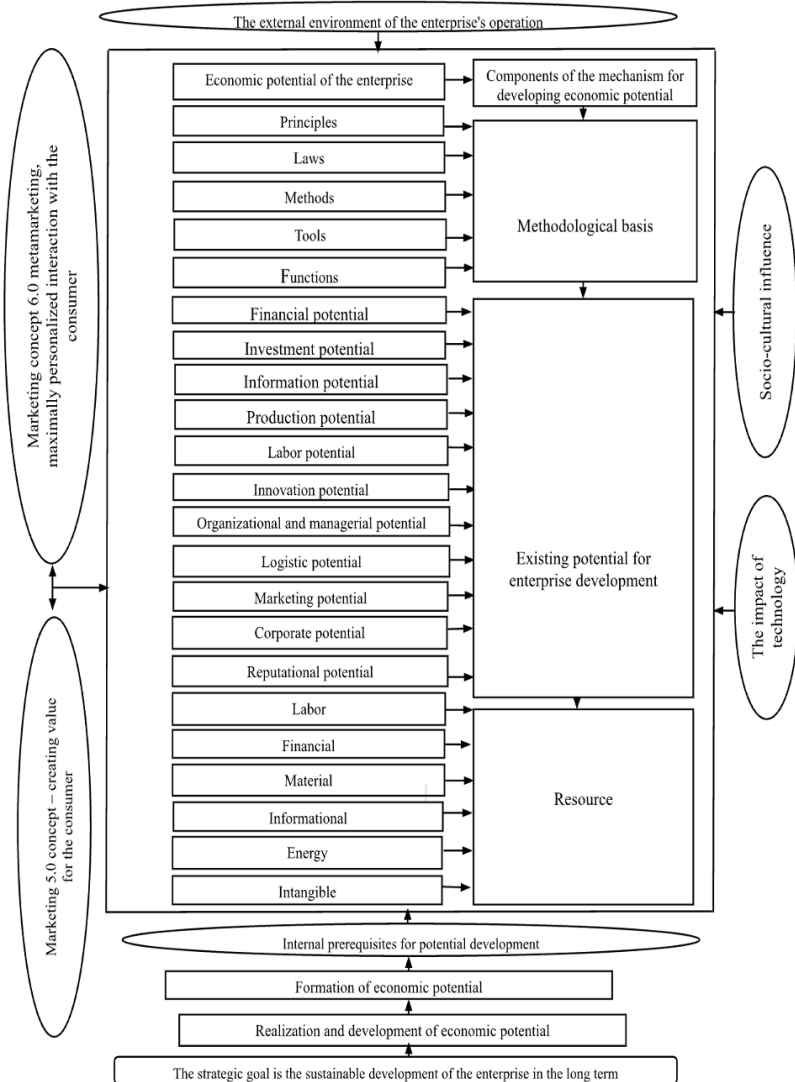 The external environment of the enterprise's operation
Economic potential of the enterprise
Components of the mechanism for
developing economic potential
Principles
Laws
Methods
Tools
Functions
Methodological basis
Financial potential
Investment potential
Information potential
Production potential
Labor potential
Innovation potential
Organizational and managerial potential
Logistic potential
Marketing potential
Corporate potential
Reputational potential
Existing potential for
enterprise development
Labor
Financial
Material
Informational
Energy
Intangible
Resource
Marketing concept 6.0 metamarketing,
maximally personalized interaction with the
consumer
Marketing 5.0 concept – creating value
for the consumer
Socio-cultural influence
The impact of
technology
Internal prerequisites for potential development
Formation of economic potential
Realization and development of economic potential
The strategic goal is the sustainable development of the enterprise in the long term